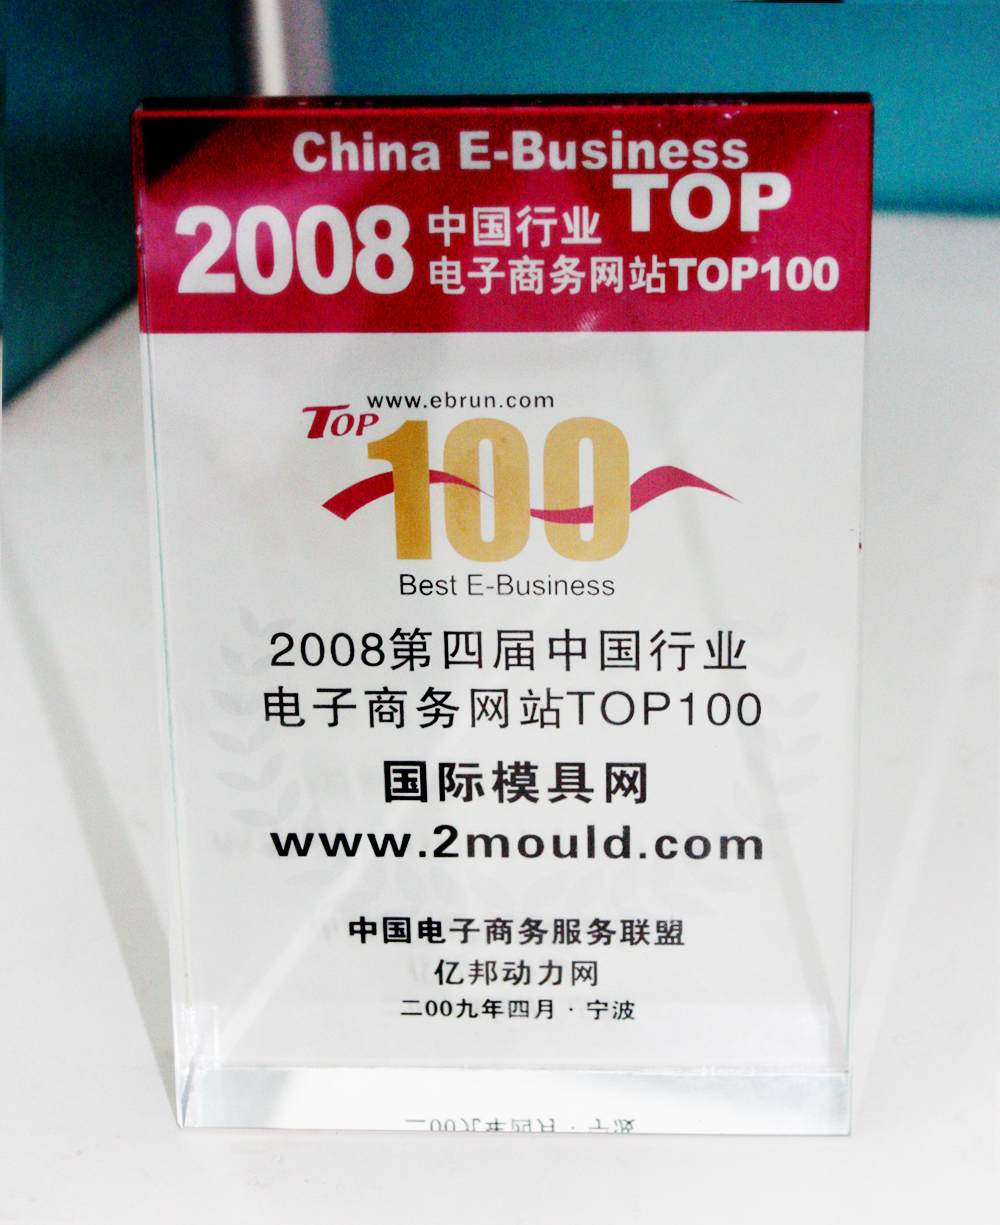 China E-Business
TOP
2008 中国行业
电子商务网站TOP100
www.ebrun.com
TOP
100
Best E-Business
2008第四届中国行业
电子商务网站TOP100
国际模具网
www.2mould.com
中国电子商务服务联盟
亿邦动力网
二00九年四月·宁波